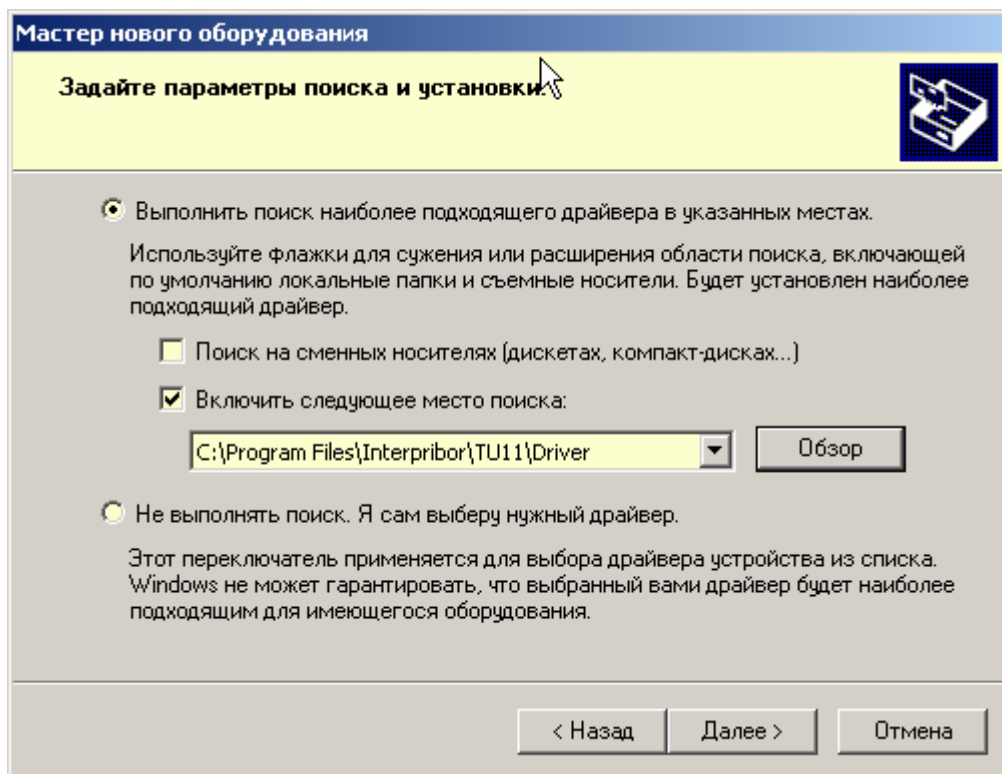 Мастер нового оборудования
Задайте параметры поиска и установки.
Выполнить поиск наиболее подходящего драйвера в указанных местах.
Используйте флажки для сужения или расширения области поиска, включающей
по умолчанию локальные папки и съемные носители. Будет установлен наиболее
подходящий драйвер.
Поиск на сменных носителях (дискетах, компакт-дисках...)
Включить следующее место поиска:
C:\Program Files\Interpribor\TU11\Driver
Обзор
Не выполнять поиск. Я сам выберу нужный драйвер.
Этот переключатель применяется для выбора драйвера устройства из списка.
Windows не может гарантировать, что выбранный вами драйвер будет наиболее
подходящим для имеющегося оборудования.
< Назад
Далее >
Отмена